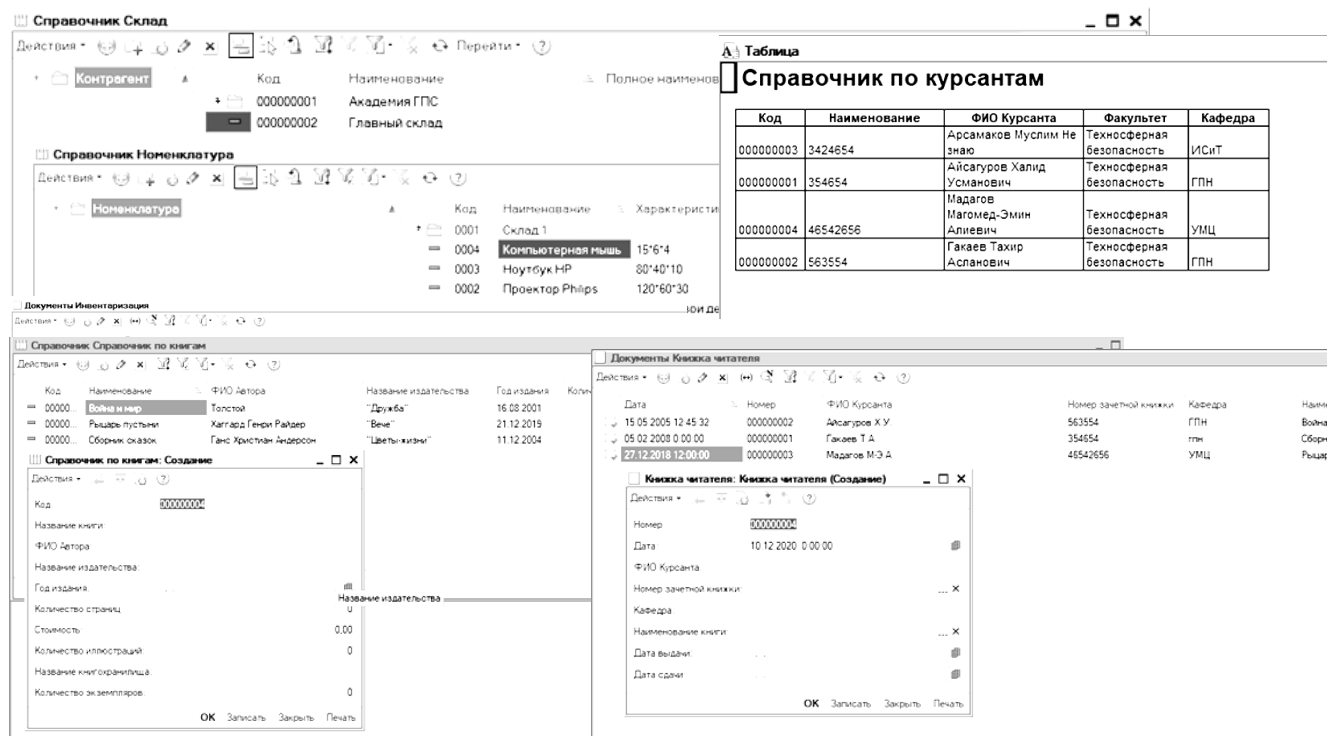 Справочник Склад
Действия Перейти
Контрагент Код Наименование Полное наименов
000000001 Академия ГПС
000000002 Главный склад
Справочник Номенклатура
Действия
Номенклатура Код Наименование Характеристи
0001 Склад 1
0004 Компьютерная мышь 15*6*4
0003 Ноутбук HP 80*40*10
0002 Проектор Philips 120*60*30
Таблица
Справочник по курсантам
Код Наименование ФИО Курсанта Факультет Кафедра
Арсамаков Муслим Не Техносферная
000000003 3424654 знаю безопасность ИСиТ
Айсагуров Халид Техносферная
000000001 354654 Усманович безопасность ГПН
Мадагов
Магомед-Эмин Техносферная
000000004 46542656 Алиевич безопасность УМЦ
Гакаев Тахир Техносферная
000000002 563554 Асланович безопасность ГПН
Документы Инвентаризация
Действия
Справочник Справочник по книгам
Действия
Код Наименование ФИО Автора Название издательства Год издания Колич
00000... Война и мир Толстой "Дружба" 16.08.2001
00000... Рыцарь пустыни Хаггард Генри Райдер "Вече" 21.12.2019
00000... Сборник сказок Ганс Христиан Андерсон "Цветы-жизни" 11.12.2004
Справочник по книгам: Создание
Действия
Код 000000004
Название книги:
ФИО Автора
Название издательства
Год издания:
Название издательства
Количество страниц 0
Стоимость: 0.00
Количество иллюстраций: 0
Название книгохранилища:
Количество экземпляров: 0
OK Записать Закрыть Печать
Документы Книжка читателя
Действия
Дата Номер ФИО Курсанта Номер зачетной книжки Кафедра Наиме
15.05.2005 12:45:32 000000002 Айсагуров Х.У. 563554 ГПН Война
05.02.2008 0:00:00 000000001 Гакаев Т.А. 354654 гпн Сборн
27.12.2018 12:00:00 000000003 Мадагов М-Э.А. 46542656 УМЦ Рыцар
Книжка читателя: Книжка читателя (Создание)
Действия
Номер 000000004
Дата 10.12.2020 0:00:00
ФИО Курсанта
Номер зачетной книжки: ...
Кафедра:
Наименование книги ...
Дата выдачи:
Дата сдачи
OK Записать Закрыть Печать